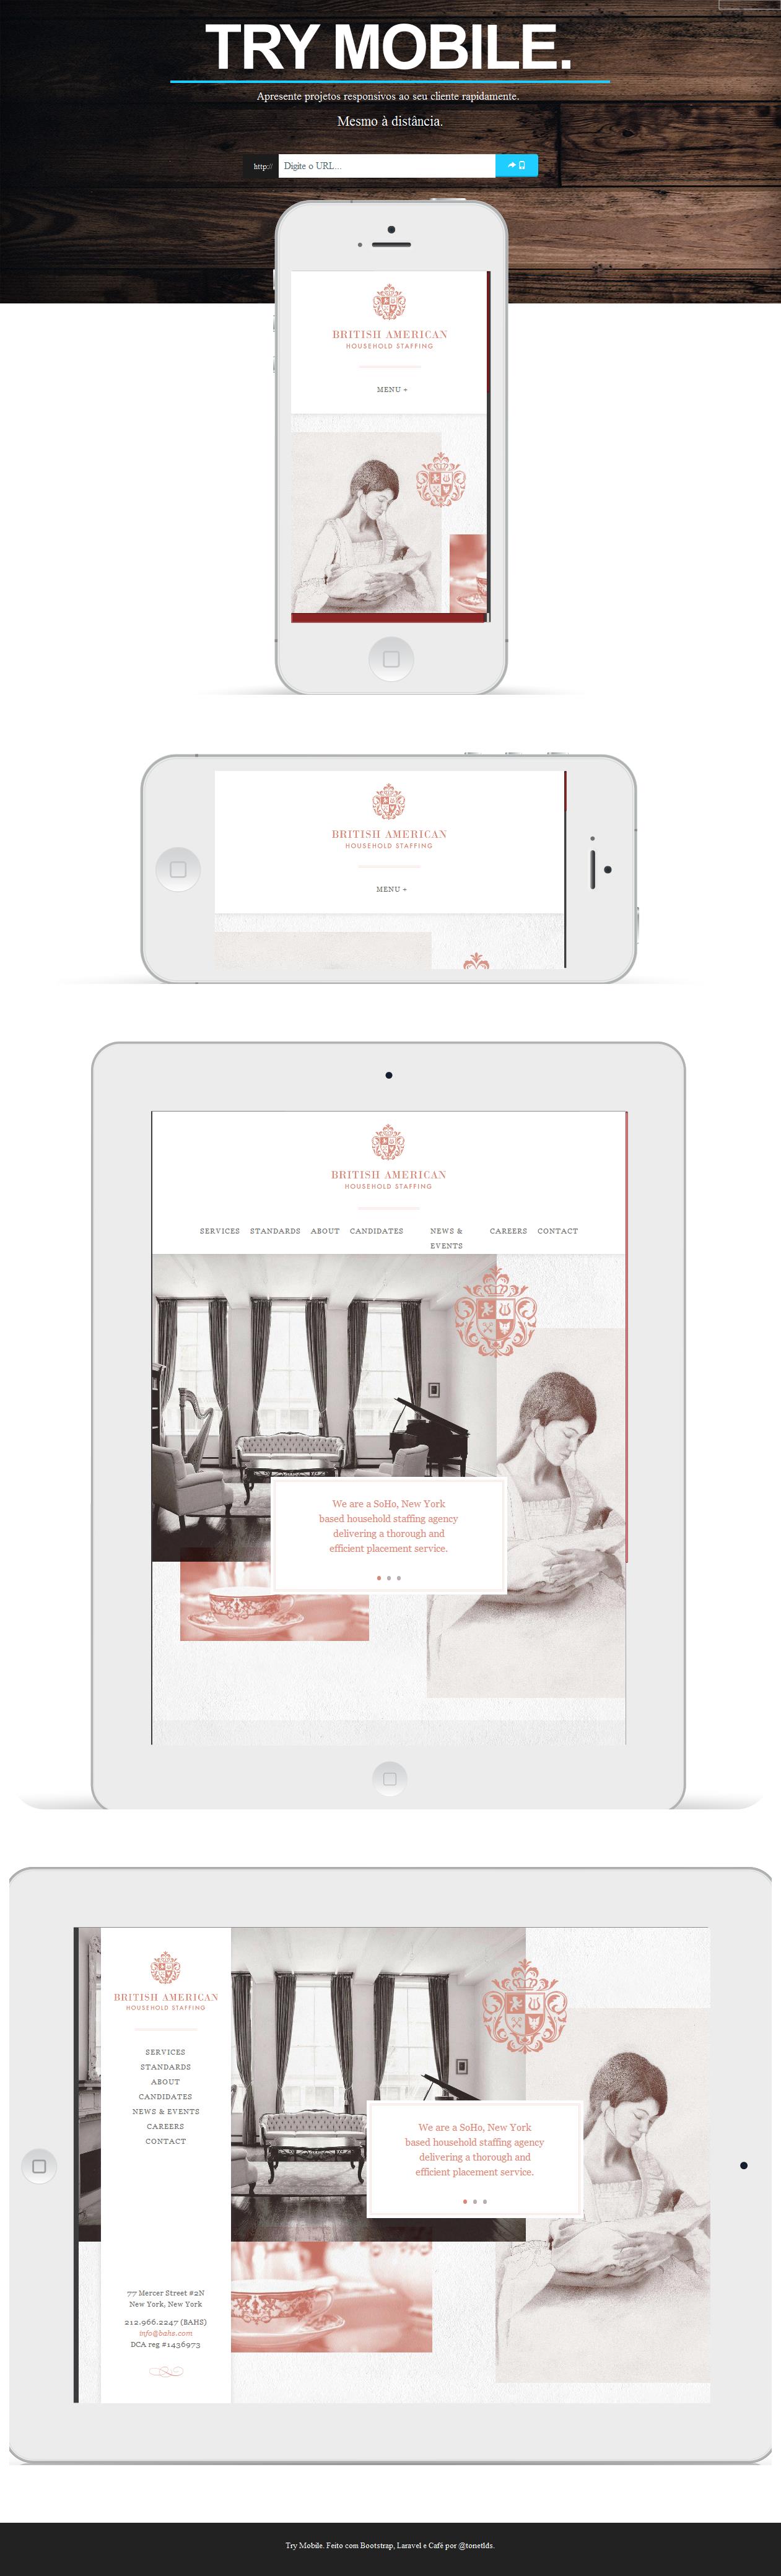 TRY MOBILE.
Apresente projetos responsivos ao seu cliente rapidamente.
Mesmo à distância.
http://
Digite o URL...
BRITISH AMERICAN
HOUSEHOLD STAFFING
MENU +
BRITISH AMERICAN
HOUSEHOLD STAFFING
MENU +
BRITISH AMERICAN
HOUSEHOLD STAFFING
SERVICES STANDARDS ABOUT CANDIDATES NEWS & EVENTS CAREERS CONTACT
We are a SoHo, New York
based household staffing agency
delivering a thorough and
efficient placement service.
BRITISH AMERICAN
HOUSEHOLD STAFFING
SERVICES
STANDARDS
ABOUT
CANDIDATES
NEWS & EVENTS
CAREERS
CONTACT
We are a SoHo, New York
based household staffing agency
delivering a thorough and
efficient placement service.
77 Mercer Street #2N
New York, New York
212.966.2247 (BAHS)
info@bahs.com
DCA reg #1436973
Try Mobile. Feito com Bootstrap, Laravel e Café por @tonetlds.